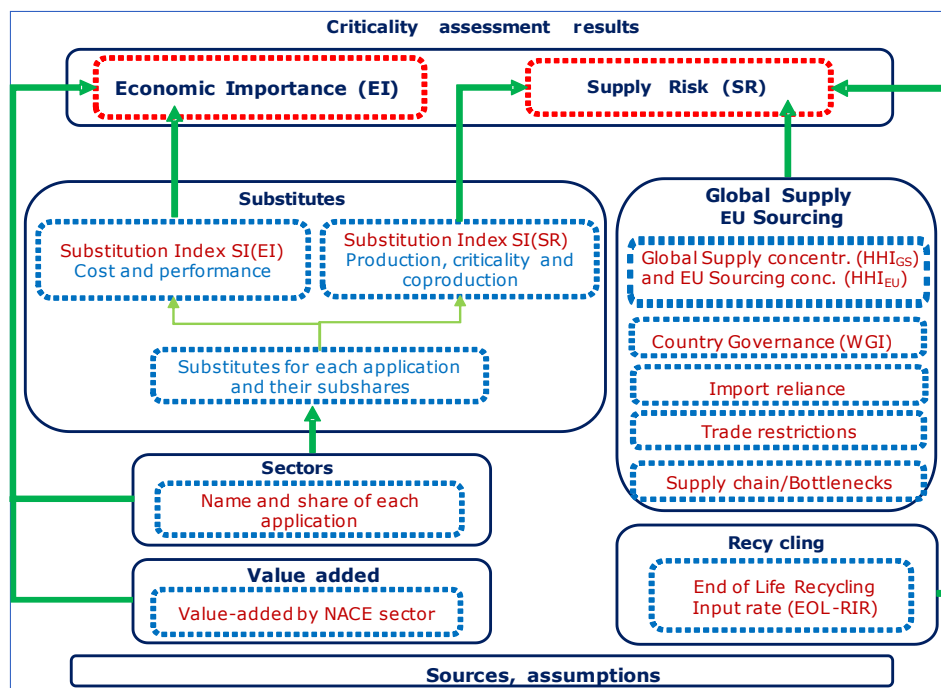 Criticality assessment results
Economic Importance (EI)
Supply Risk (SR)
Substitutes
Substitution Index SI(EI)
Cost and performance
Substitution Index SI(SR)
Production, criticality and
coproduction
Substitutes for each application
and their subshares
Global Supply
EU Sourcing
Global Supply concentr. (HHIGS)
and EU Sourcing conc. (HHIEU)
Country Governance (WGI)
Import reliance
Trade restrictions
Supply chain/Bottlenecks
Sectors
Name and share of each
application
Value added
Value-added by NACE sector
Recy cling
End of Life Recycling
Input rate (EOL-RIR)
Sources, assumptions